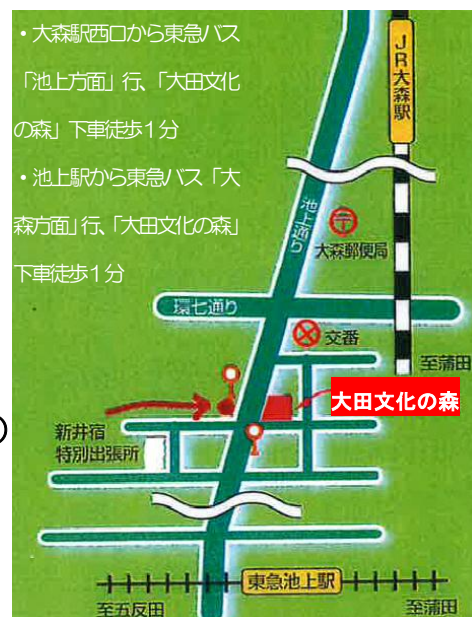 ・大森駅西口から東急バス
「池上方面」行、「大田文化
の森」下車徒歩1分
・池上駅から東急バス「大
森方面」行、「大田文化の森」
下車徒歩1分
JR大森駅
池上通り
大森郵便局
環七通り
交番
至蒲田
大田文化の森
新井宿
特別出張所
東急池上駅
至五反田
至蒲田